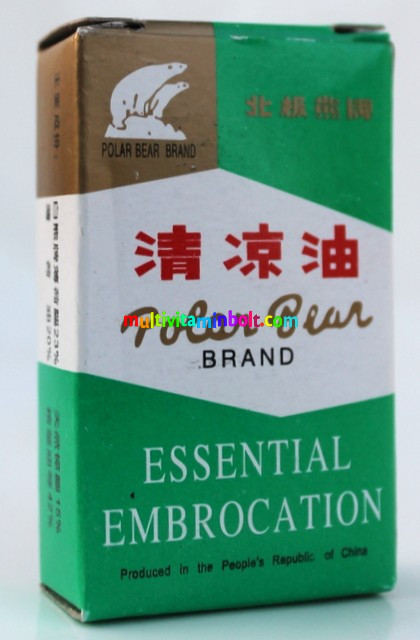 POLAR BEAR BRAND
北极熊牌
清凉油
Polar Bear
multivitaminbolt.com
BRAND
ESSENTIAL
EMBROCATION
Produced in the People's Republic of China